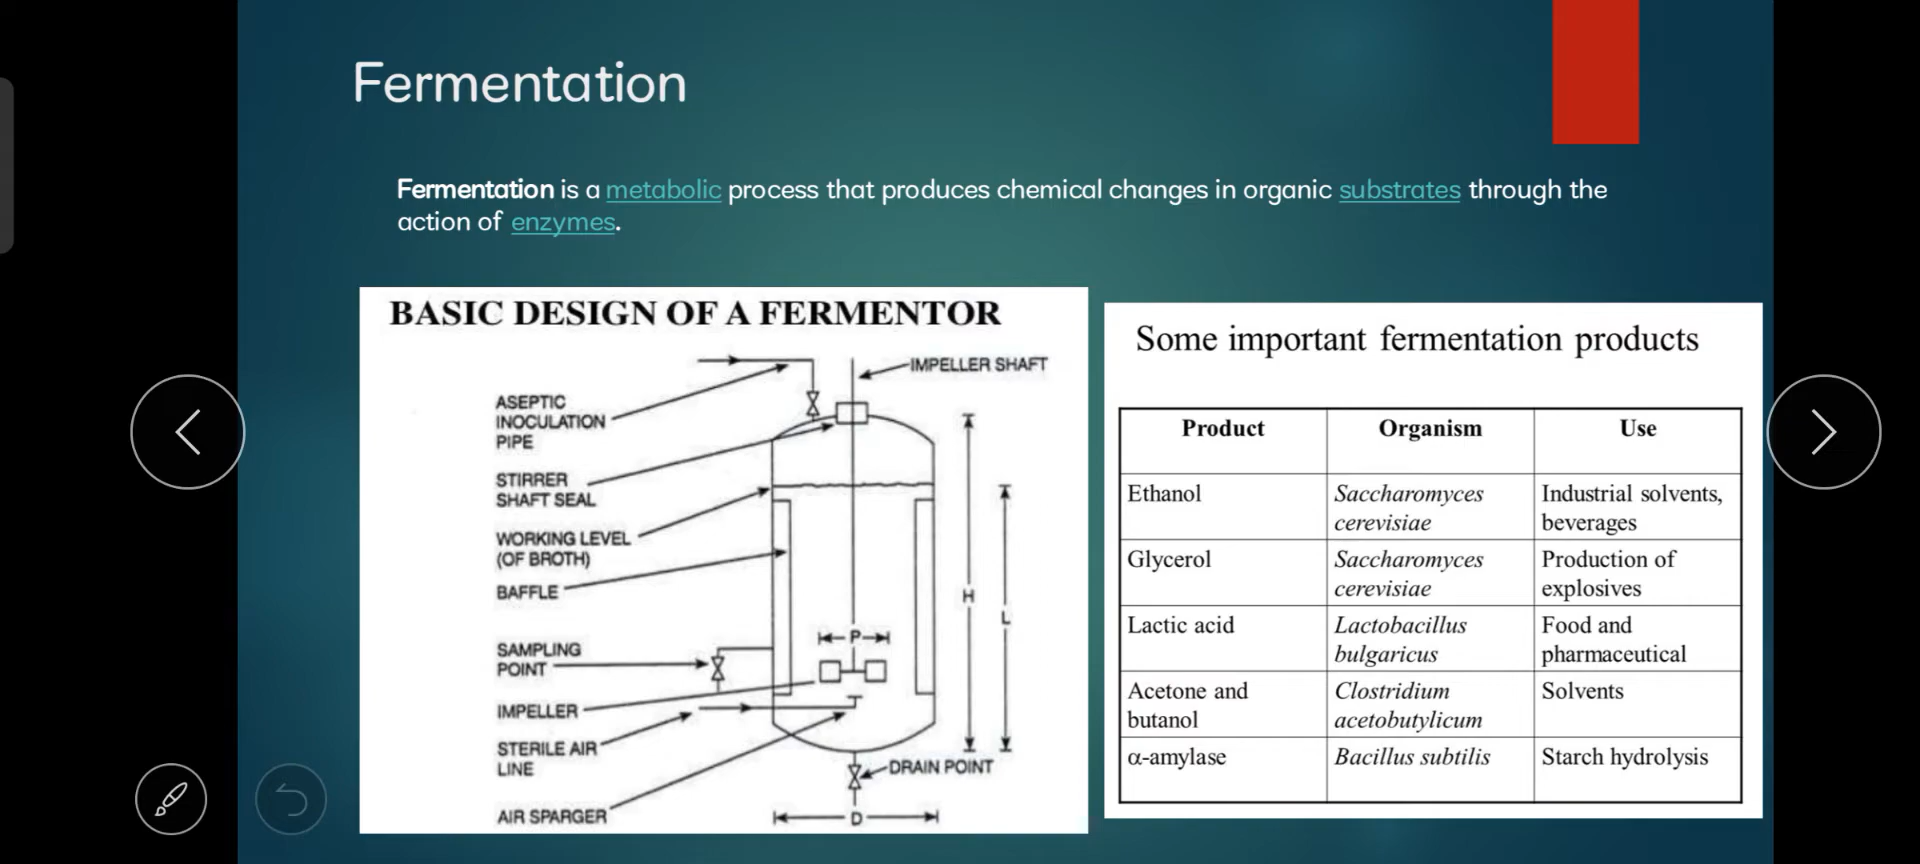 Fermentation
Fermentation is a metabolic process that produces chemical changes in organic substrates through the
action of enzymes.
BASIC DESIGN OF A FERMENTOR
IMPELLER SHAFT
ASEPTIC
INOCULATION
PIPE
STIRRER
SHAFT SEAL
WORKING LEVEL
(OF BROTH)
BAFFLE
SAMPLING
POINT
IMPELLER
STERILE AIR
LINE
AIR SPARGER
P
H
L
DRAIN POINT
D
Some important fermentation products
Product Organism Use
Ethanol Saccharomyces Industrial solvents,
cerevisiae beverages
Glycerol Saccharomyces Production of
cerevisiae explosives
Lactic acid Lactobacillus Food and
bulgaricus pharmaceutical
Acetone and Clostridium Solvents
butanol acetobutylicum
α-amylase Bacillus subtilis Starch hydrolysis